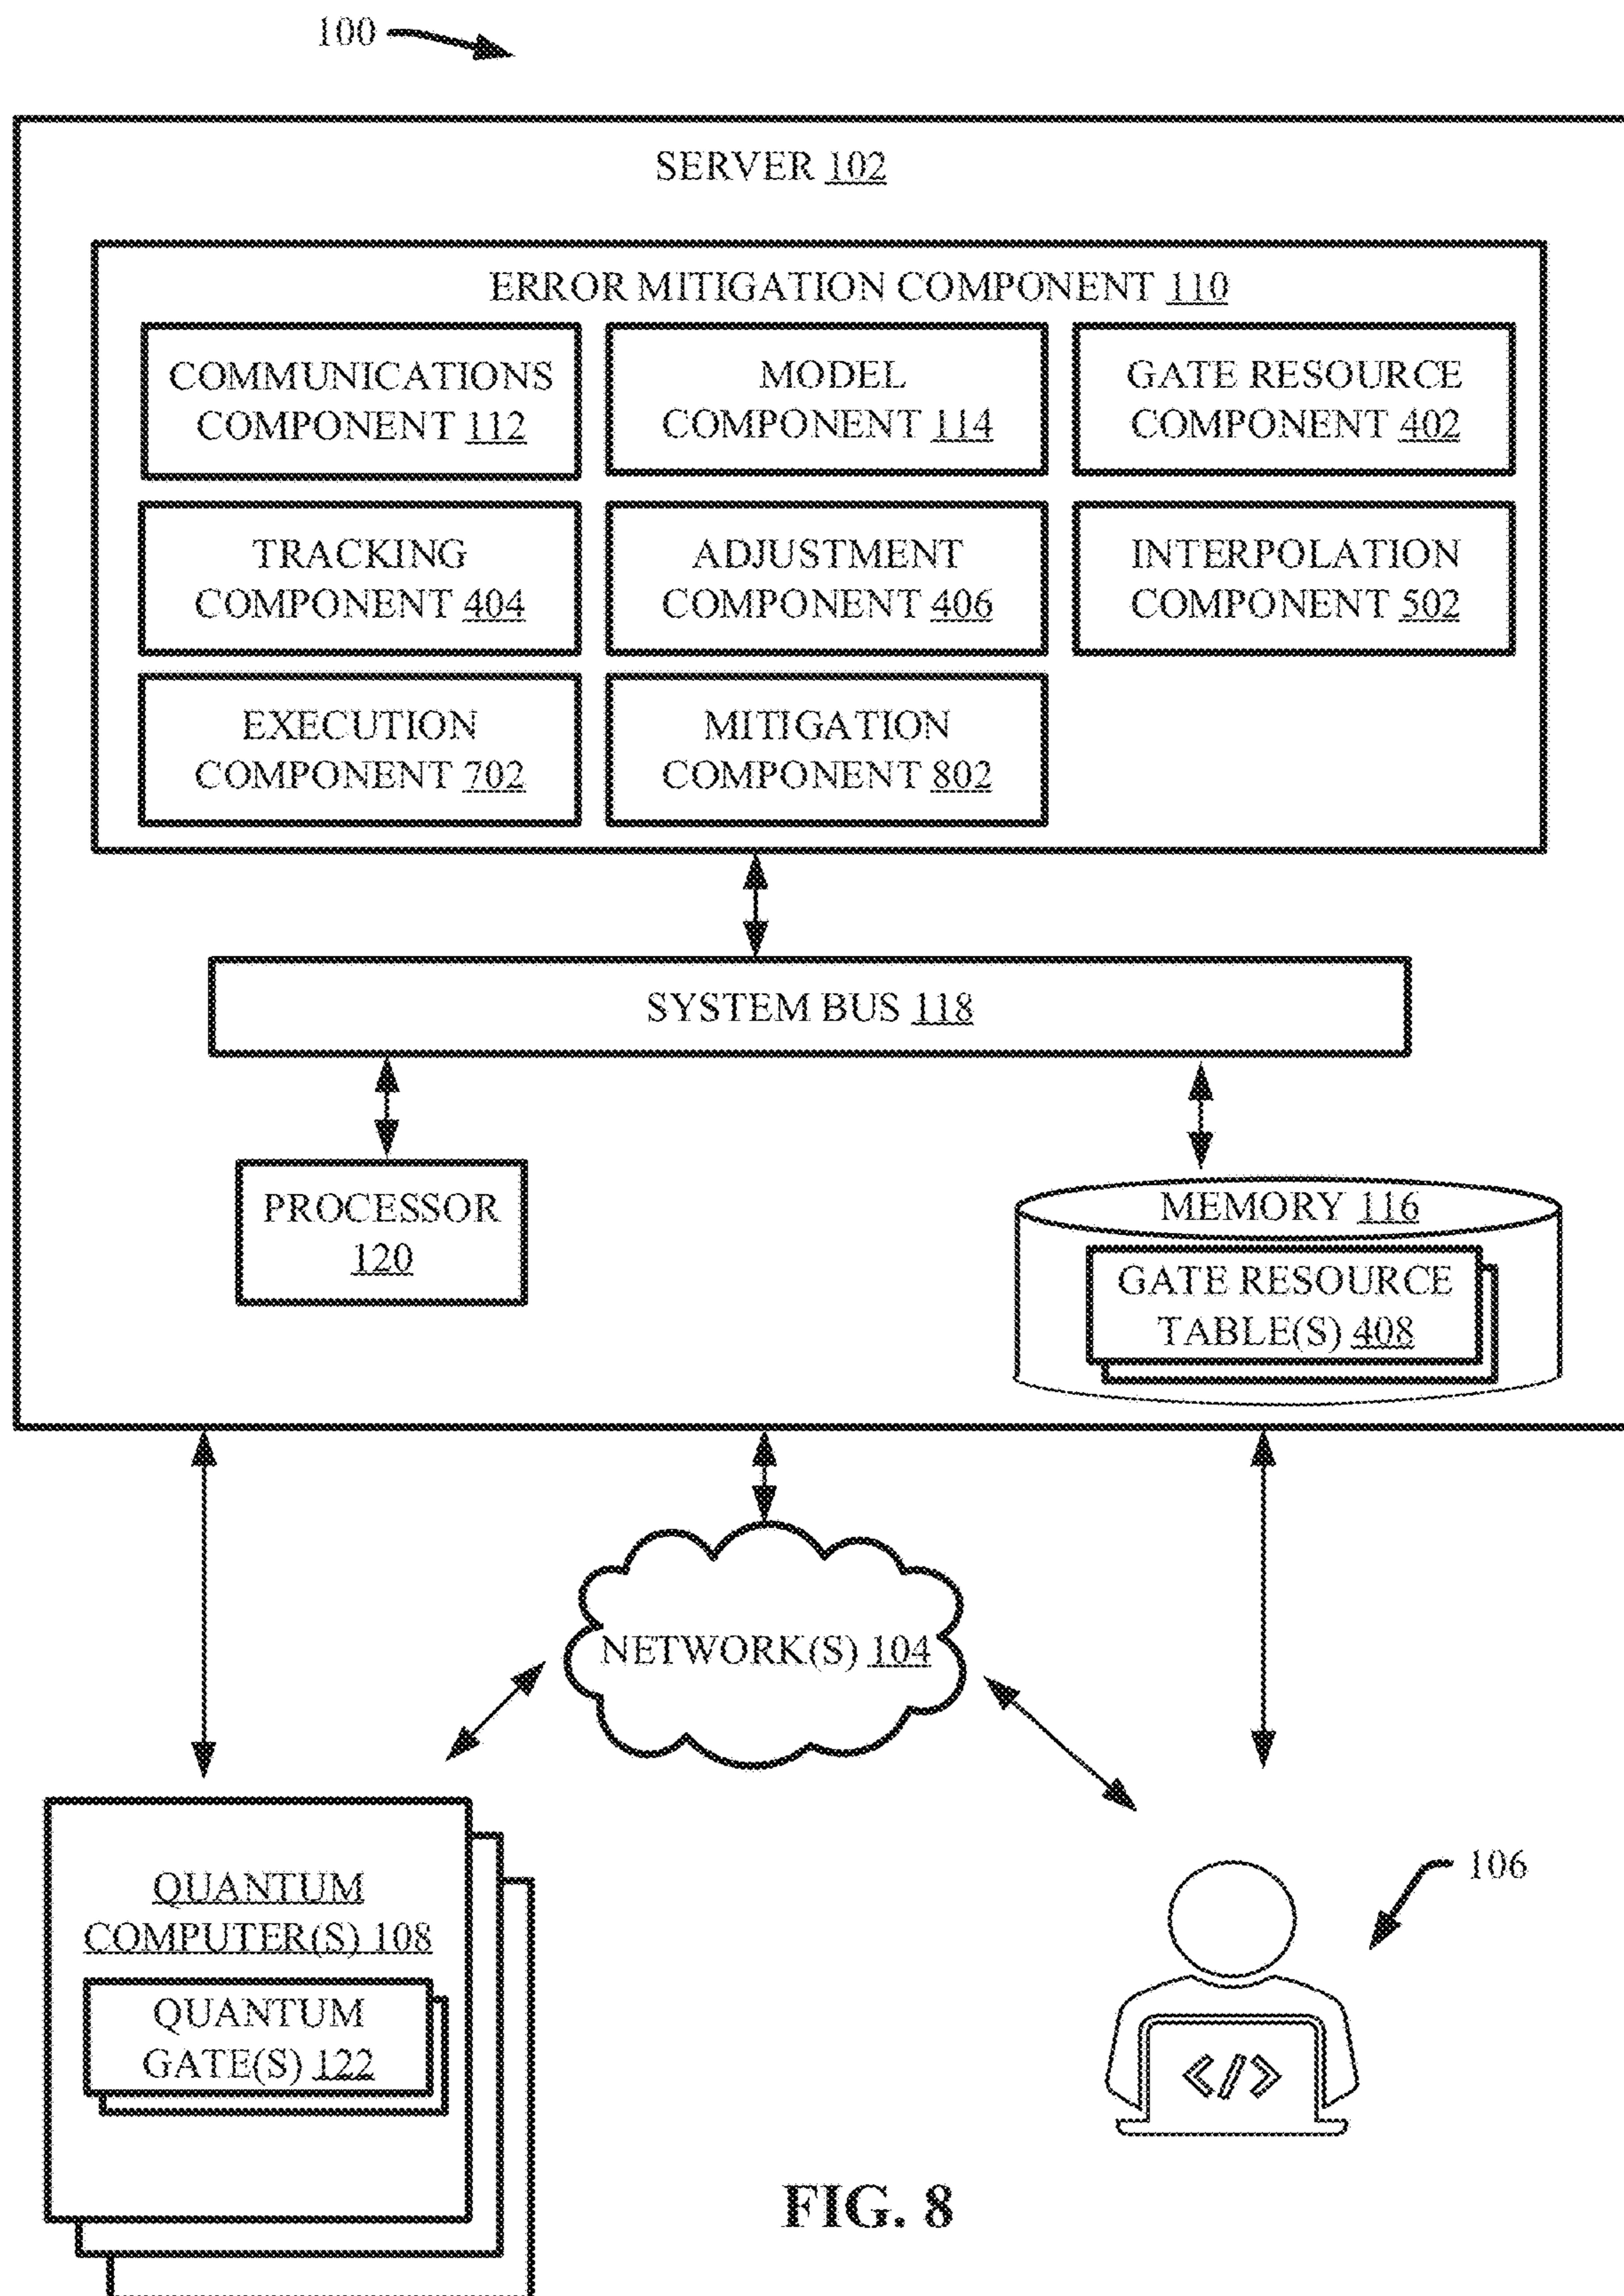 100
SERVER 102
ERROR MITIGATION COMPONENT 110
COMMUNICATIONS
COMPONENT 112
MODEL
COMPONENT 114
GATE RESOURCE
COMPONENT 402
TRACKING
COMPONENT 404
ADJUSTMENT
COMPONENT 406
INTERPOLATION
COMPONENT 502
EXECUTION
COMPONENT 702
MITIGATION
COMPONENT 802
SYSTEM BUS 118
PROCESSOR
120
MEMORY 116
GATE RESOURCE
TABLE(S) 408
NETWORK(S) 104
QUANTUM
COMPUTER(S) 108
QUANTUM
GATE(S) 122
106
</>
FIG. 8